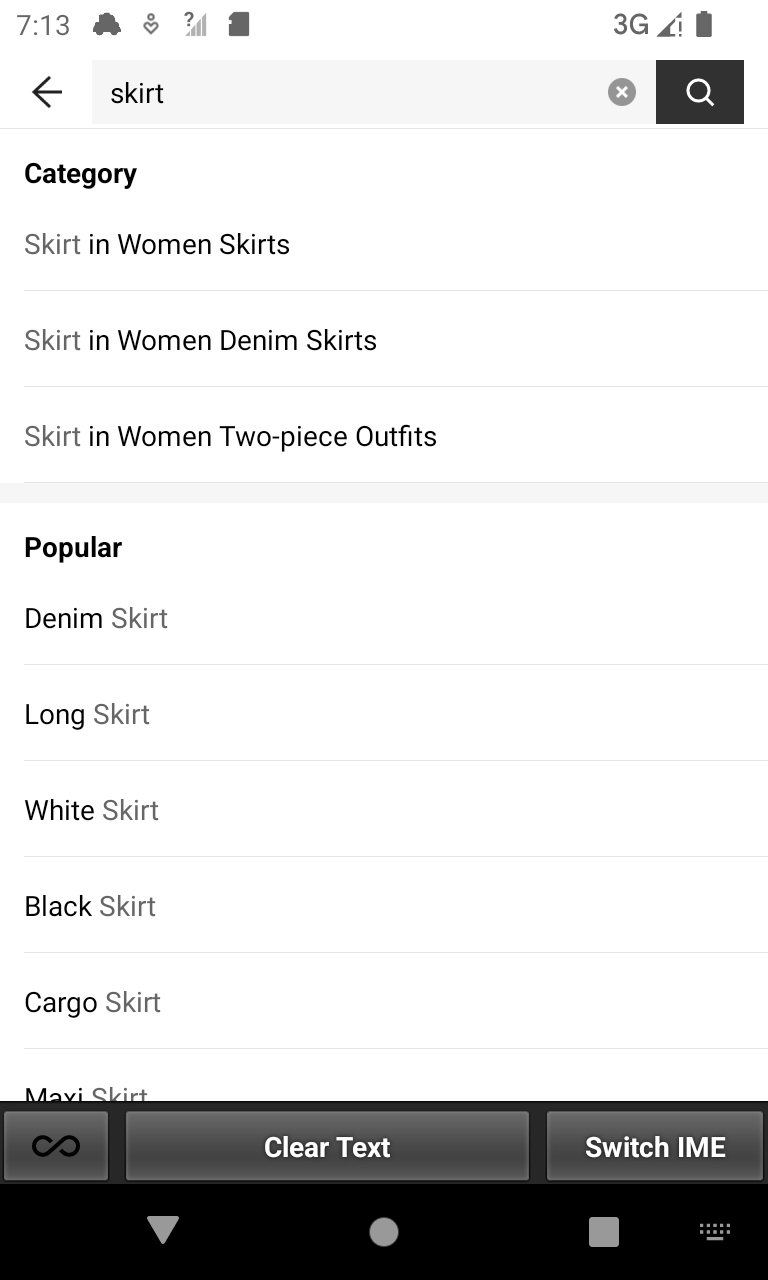 7:13
3G
skirt
Category
Skirt in Women Skirts
Skirt in Women Denim Skirts
Skirt in Women Two-piece Outfits
Popular
Denim Skirt
Long Skirt
White Skirt
Black Skirt
Cargo Skirt
Maxi Skirt
Clear Text
Switch IME